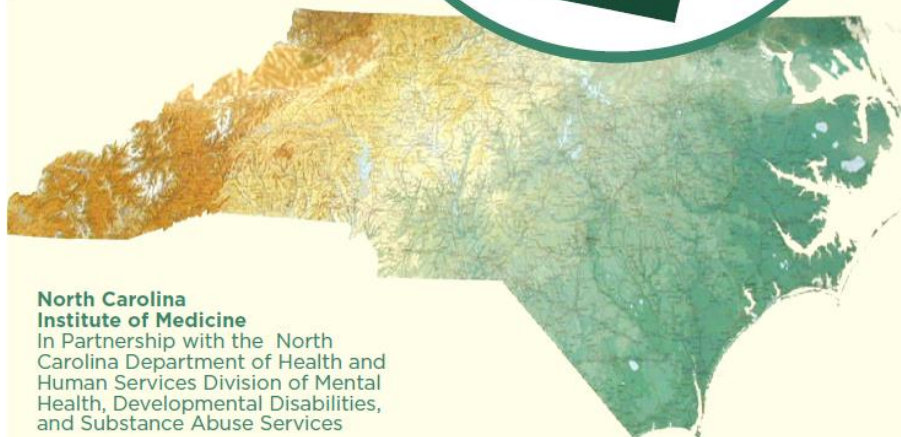 North Carolina
Institute of Medicine
In Partnership with the North
Carolina Department of Health and
Human Services Division of Mental
Health, Developmental Disabilities,
and Substance Abuse Services